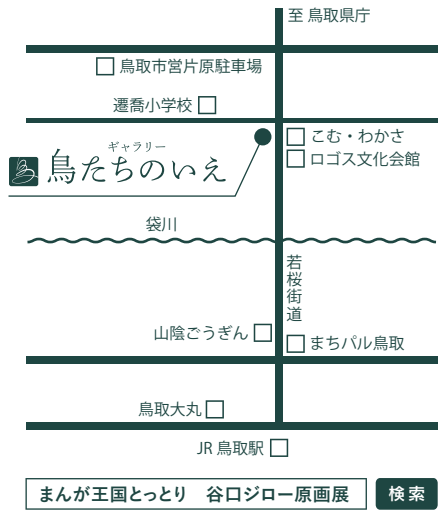 至 鳥取県庁
鳥取市営片原駐車場
遷喬小学校
ギャラリー
鳥たちのいえ
こむ・わかさ
ロゴス文化会館
袋川
若桜街道
山陰ごうぎん
まちパル鳥取
鳥取大丸
JR 鳥取駅
まんが王国とっとり　谷口ジロー原画展
検索